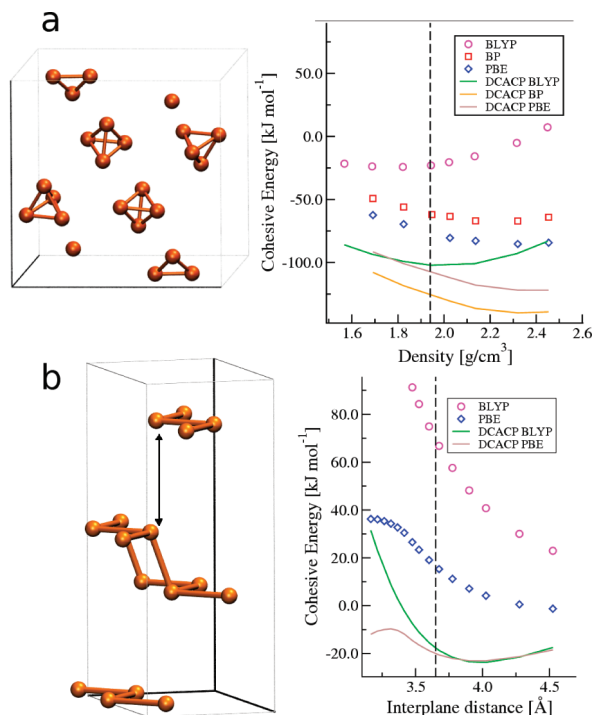 a
BLYP
BP
PBE
DCACP BLYP
DCACP BP
DCACP PBE
Cohesive Energy [kJ mol⁻¹]
50.0
0.0
-50.0
-100.0
1.6
1.8
2.0
2.2
2.4
2.6
Density [g/cm³]
b
BLYP
PBE
DCACP BLYP
DCACP PBE
Cohesive Energy [kJ mol⁻¹]
80.0
60.0
40.0
20.0
0.0
-20.0
3.5
4.0
4.5
Interplane distance [Å]